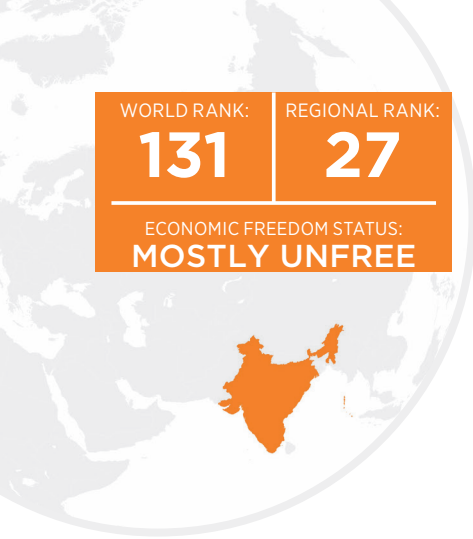 WORLD RANK:
131
REGIONAL RANK:
27
ECONOMIC FREEDOM STATUS:
MOSTLY UNFREE